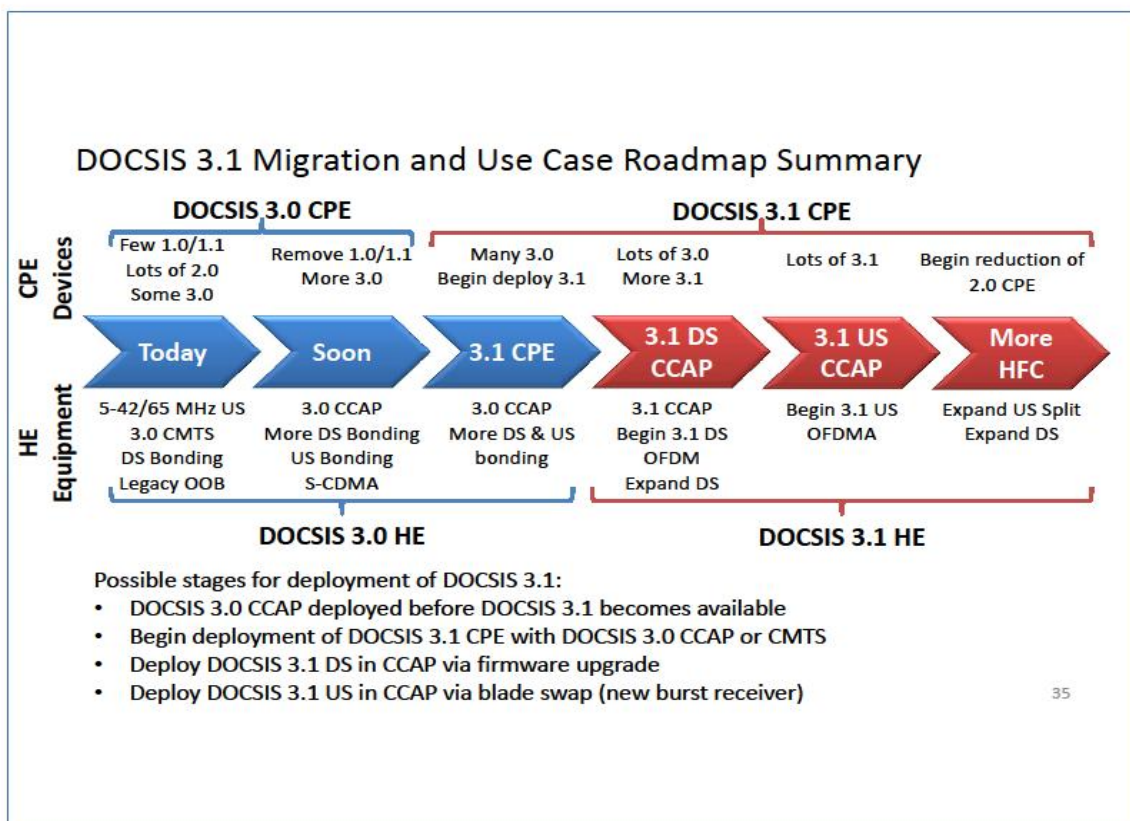 DOCSIS 3.1 Migration and Use Case Roadmap Summary
DOCSIS 3.0 CPE
DOCSIS 3.1 CPE
CPE
Devices
Few 1.0/1.1
Lots of 2.0
Some 3.0
Remove 1.0/1.1
More 3.0
Many 3.0
Begin deploy 3.1
Lots of 3.0
More 3.1
Lots of 3.1
Begin reduction of
2.0 CPE
Today
Soon
3.1 CPE
3.1 DS
CCAP
3.1 US
CCAP
More
HFC
HE
Equipment
5-42/65 MHz US
3.0 CMTS
DS Bonding
Legacy OOB
3.0 CCAP
More DS Bonding
US Bonding
S-CDMA
3.0 CCAP
More DS & US
bonding
3.1 CCAP
Begin 3.1 DS
OFDM
Expand DS
Begin 3.1 US
OFDMA
Expand US Split
Expand DS
DOCSIS 3.0 HE
DOCSIS 3.1 HE
Possible stages for deployment of DOCSIS 3.1:
• DOCSIS 3.0 CCAP deployed before DOCSIS 3.1 becomes available
• Begin deployment of DOCSIS 3.1 CPE with DOCSIS 3.0 CCAP or CMTS
• Deploy DOCSIS 3.1 DS in CCAP via firmware upgrade
• Deploy DOCSIS 3.1 US in CCAP via blade swap (new burst receiver)
35